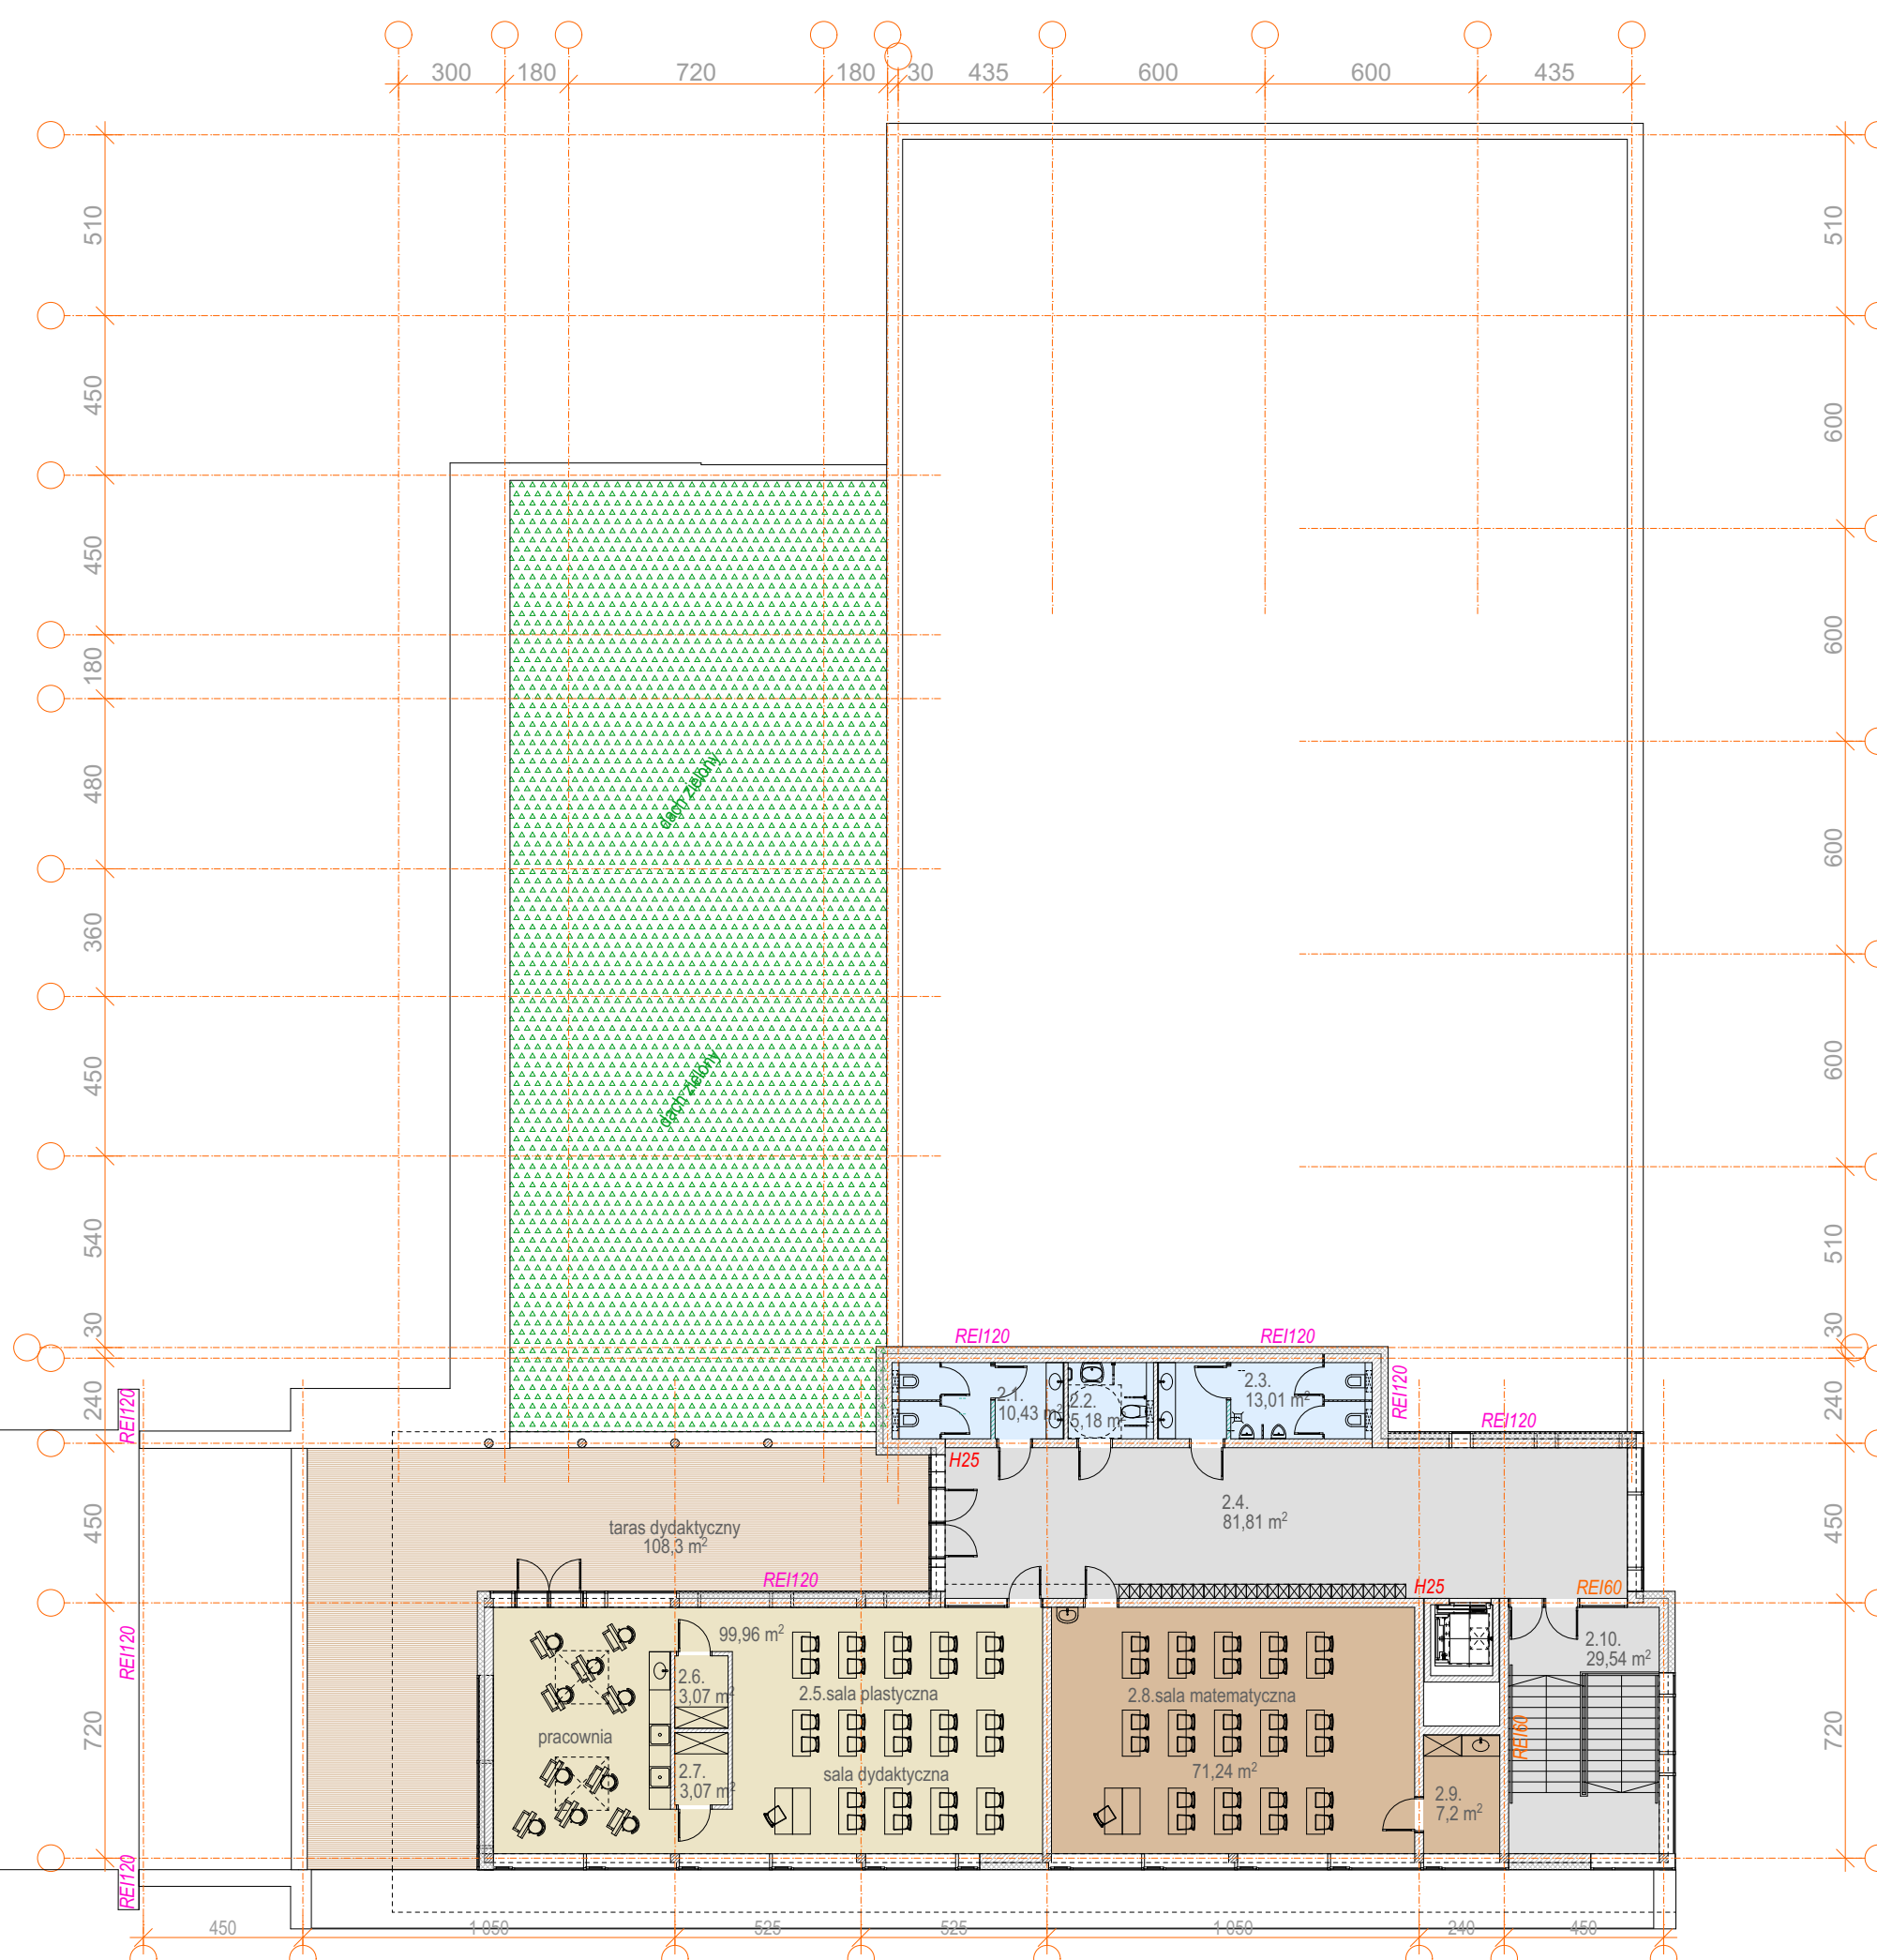 300 180 720 180 30 435 600 600 435
510
450
450
180
480
360
450
540
30
240
450
720
510
600
600
600
600
510
30
240
450
720
dach zielony
dach zielony
REI120
REI120
REI120
REI120
REI120
REI120
REI120
REI120
H25
H25
REI60
REI60
2.1.
10,43 m²
2.2.
5,18 m²
2.3.
13,01 m²
2.4.
81,81 m²
taras dydaktyczny
108,3 m²
99,96 m²
2.5.sala plastyczna
sala dydaktyczna
pracownia
2.6.
3,07 m²
2.7.
3,07 m²
2.8.sala matematyczna
71,24 m²
2.9.
7,2 m²
2.10.
29,54 m²
450 1 050 525 525 1 050 240 450